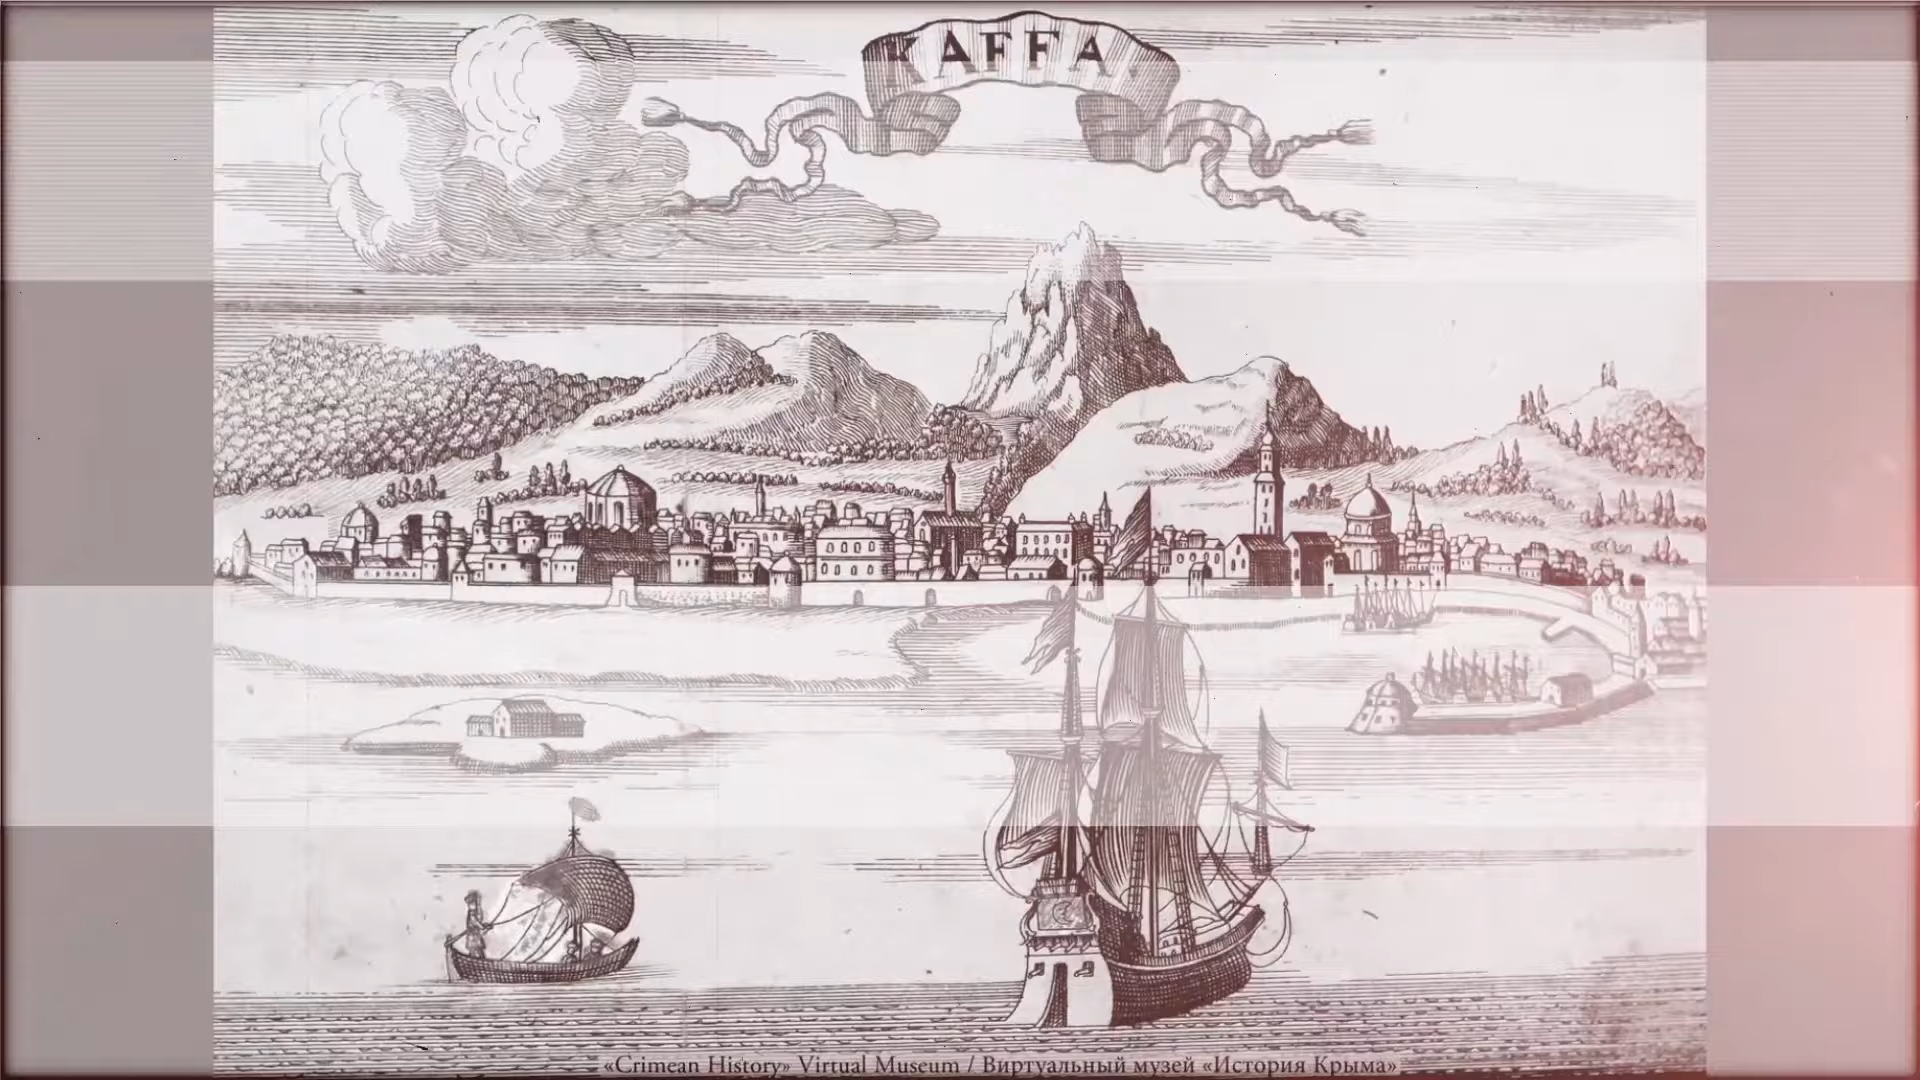 KAFFA.
«Crimean History» Virtual Museum / Виртуальный музей «История Крыма»